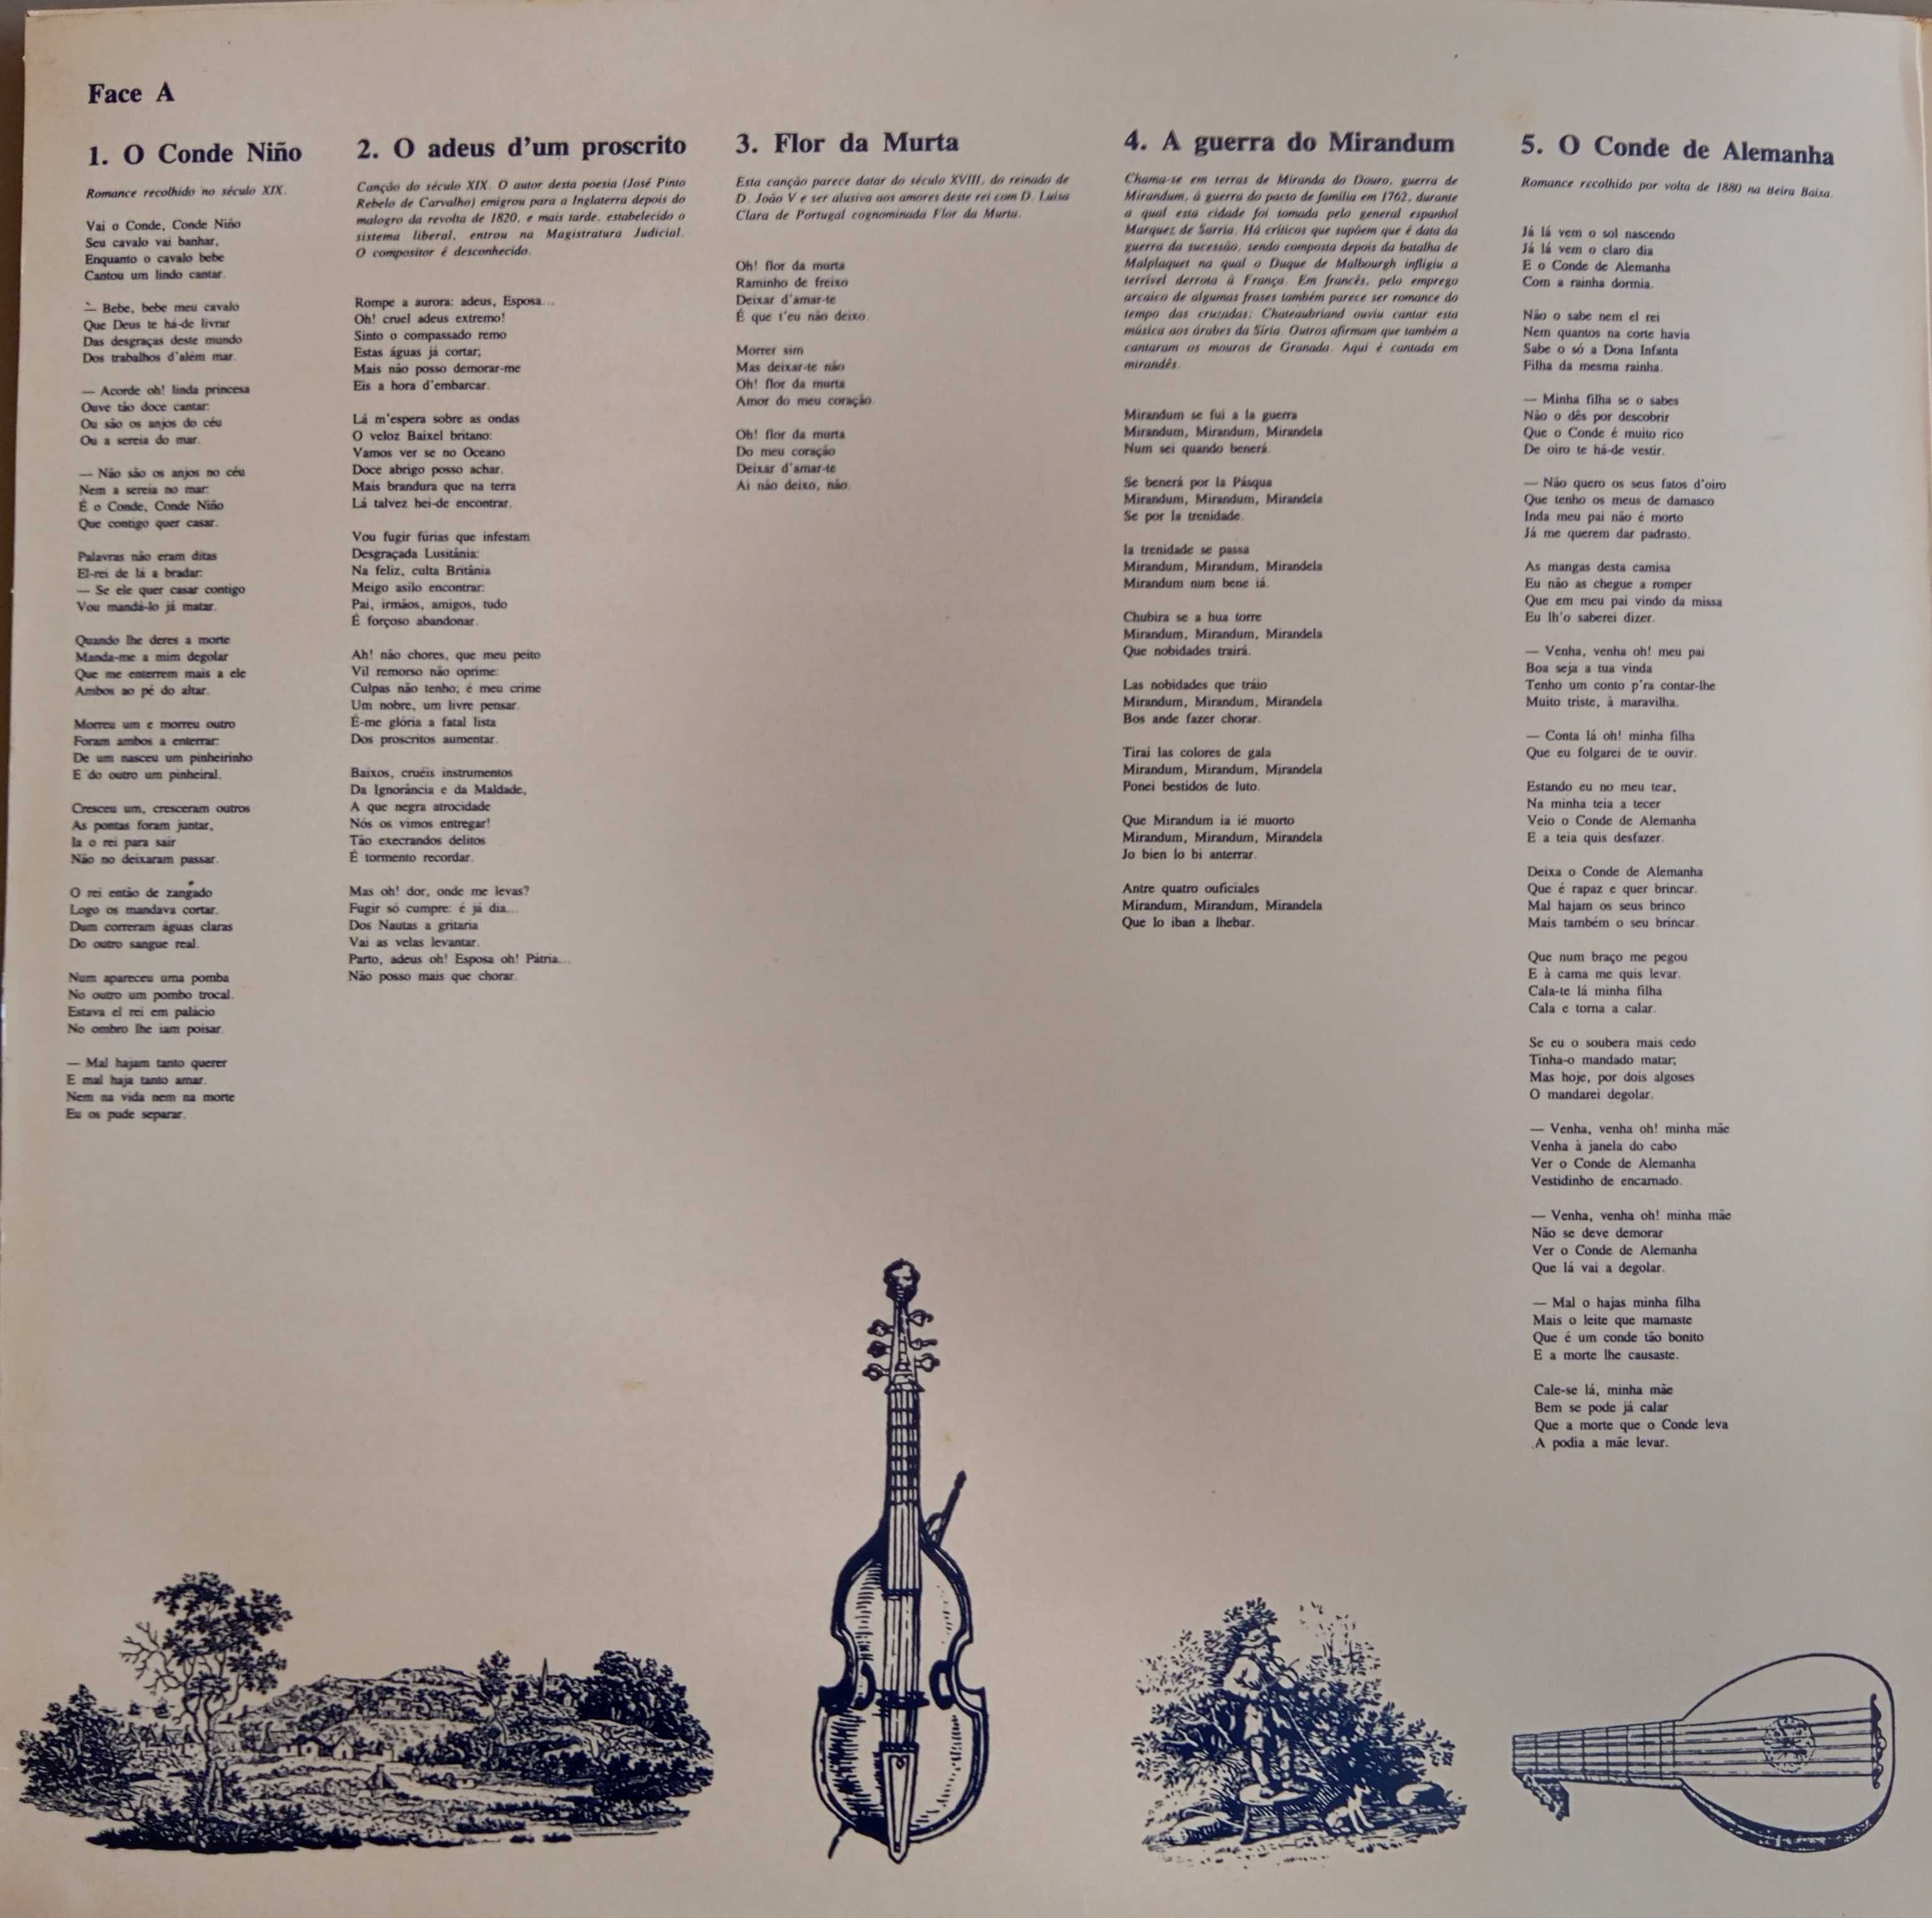 Face A
1. O Conde Niño
Romance recolhido no século XIX.
Vai o Conde, Conde Niño
Seu cavalo vai banhar,
Enquanto o cavalo bebe
Cantou um lindo cantar.
— Bebe, bebe meu cavalo
Que Deus te há-de livrar
Das desgraças deste mundo
Dos trabalhos d'além mar.
— Acorde oh! linda princesa
Ouve tão doce cantar:
Ou são os anjos do céu
Ou a sereia do mar.
— Não são os anjos no céu
Nem a sereia no mar:
É o Conde, Conde Niño
Que contigo quer casar.
Palavras não eram ditas
El-rei de lá a bradar:
— Se ele quer casar contigo
Vou mandá-lo já matar.
Quando lhe deres a morte
Manda-me a mim degolar
Que me enterrem mais a ele
Ambos ao pé do altar.
Morreu um e morreu outro
Foram ambos a enterrar:
De um nasceu um pinheirinho
E do outro um pinheiral.
Cresceu um, cresceram outros
As pontas foram juntar,
Ia o rei para sair
Não no deixaram passar.
O rei então de zangado
Logo os mandava cortar.
Dum correram águas claras
Do outro sangue real.
Num apareceu uma pomba
No outro um pombo trocal.
Estava el rei em palácio
No ombro lhe iam poisar.
— Mal hajam tanto querer
E mal haja tanto amar.
Nem na vida nem na morte
Eu os pude separar.
2. O adeus d'um proscrito
Canção do século XIX. O autor desta poesia (José Pinto
Rebelo de Carvalho) emigrou para a Inglaterra depois do
malogro da revolta de 1820, e mais tarde, estabelecido o
sistema liberal, entrou na Magistratura Judicial.
O compositor é desconhecido.
Rompe a aurora: adeus, Esposa...
Oh! cruel adeus extremo!
Sinto o compassado remo
Estas águas já cortar;
Mais não posso demorar-me
Eis a hora d'embarcar.
Lá m'espera sobre as ondas
O veloz Baixel britano:
Vamos ver se no Oceano
Doce abrigo posso achar.
Mais brandura que na terra
Lá talvez hei-de encontrar.
Vou fugir fúrias que infestam
Desgraçada Lusitânia:
Na feliz, culta Britânia
Meigo asilo encontrar:
Pai, irmãos, amigos, tudo
É forçoso abandonar.
Ah! não chores, que meu peito
Vil remorso não oprime:
Culpas não tenho; é meu crime
Um nobre, um livre pensar.
É-me glória a fatal lista
Dos proscritos aumentar.
Baixos, cruéis instrumentos
Da Ignorância e da Maldade,
A que negra atrocidade
Nós os vimos entregar!
Tão execrandos delitos
É tormento recordar.
Mas oh! dor, onde me levas?
Fugir só cumpre: é já dia...
Dos Nautas a gritaria
Vai as velas levantar.
Parto, adeus oh! Esposa oh! Pátria...
Não posso mais que chorar.
3. Flor da Murta
Esta canção parece datar do século XVIII, do reinado de
D. João V e ser alusiva aos amores deste rei com D. Luisa
Clara de Portugal cognominada Flor da Murta.
Oh! flor da murta
Raminho de freixo
Deixar d'amar-te
É que t'eu não deixo.
Morrer sim
Mas deixar-te não
Oh! flor da murta
Amor do meu coração.
Oh! flor da murta
Do meu coração
Deixar d'amar-te
Ai não deixo, não.
4. A guerra do Mirandum
Chama-se em terras de Miranda do Douro, guerra de
Mirandum, à guerra do pacto de família em 1762, durante
a qual esta cidade foi tomada pelo general espanhol
Marquez de Sarria. Há críticos que supõem que é data da
guerra da sucessão, sendo composta depois da batalha de
Malplaquet na qual o Duque de Malbourgh infligiu a
terrível derrota à França. Em francês, pelo emprego
arcaico de algumas frases também parece ser romance do
tempo das cruzadas; Chateaubriand ouviu cantar esta
música aos árabes da Síria. Outros afirmam que também a
cantaram os mouros de Granada. Aqui é cantada em
mirandês.
Mirandum se fui a la guerra
Mirandum, Mirandum, Mirandela
Num sei quando benerá.
Se benerá por la Pásqua
Mirandum, Mirandum, Mirandela
Se por la trenidade.
la trenidade se passa
Mirandum, Mirandum, Mirandela
Mirandum num bene iá.
Chubira se a hua torre
Mirandum, Mirandum, Mirandela
Que nobidades trairá.
Las nobidades que tráio
Mirandum, Mirandum, Mirandela
Bos ande fazer chorar.
Tirai las colores de gala
Mirandum, Mirandum, Mirandela
Ponei bestidos de luto.
Que Mirandum ia ié muorto
Mirandum, Mirandum, Mirandela
Jo bien lo bi anterrar.
Antre quatro ouficiales
Mirandum, Mirandum, Mirandela
Que lo iban a lhebar.
5. O Conde de Alemanha
Romance recolhido por volta de 1880 na Beira Baixa.
Já lá vem o sol nascendo
Já lá vem o claro dia
E o Conde de Alemanha
Com a rainha dormia.
Não o sabe nem el rei
Nem quantos na corte havia
Sabe o só a Dona Infanta
Filha da mesma rainha.
— Minha filha se o sabes
Não o dês por descobrir
Que o Conde é muito rico
De oiro te há-de vestir.
— Não quero os seus fatos d'oiro
Que tenho os meus de damasco
Inda meu pai não é morto
Já me querem dar padrasto.
As mangas desta camisa
Eu não as chegue a romper
Que em meu pai vindo da missa
Eu lh'o saberei dizer.
— Venha, venha oh! meu pai
Boa seja a tua vinda
Tenho um conto p'ra contar-lhe
Muito triste, à maravilha.
— Conta lá oh! minha filha
Que eu folgarei de te ouvir.
Estando eu no meu tear,
Na minha teia a tecer
Veio o Conde de Alemanha
E a teia quis desfazer.
Deixa o Conde de Alemanha
Que é rapaz e quer brincar.
Mal hajam os seus brinco
Mais também o seu brincar.
Que num braço me pegou
E à cama me quis levar.
Cala-te lá minha filha
Cala e torna a calar.
Se eu o soubera mais cedo
Tinha-o mandado matar;
Mas hoje, por dois algoses
O mandarei degolar.
— Venha, venha oh! minha mãe
Venha à janela do cabo
Ver o Conde de Alemanha
Vestidinho de encarnado.
— Venha, venha oh! minha mãe
Não se deve demorar
Ver o Conde de Alemanha
Que lá vai a degolar.
— Mal o hajas minha filha
Mais o leite que mamaste
Que é um conde tão bonito
E a morte lhe causaste.
Cale-se lá, minha mãe
Bem se pode já calar
Que a morte que o Conde leva
A podia a mãe levar.